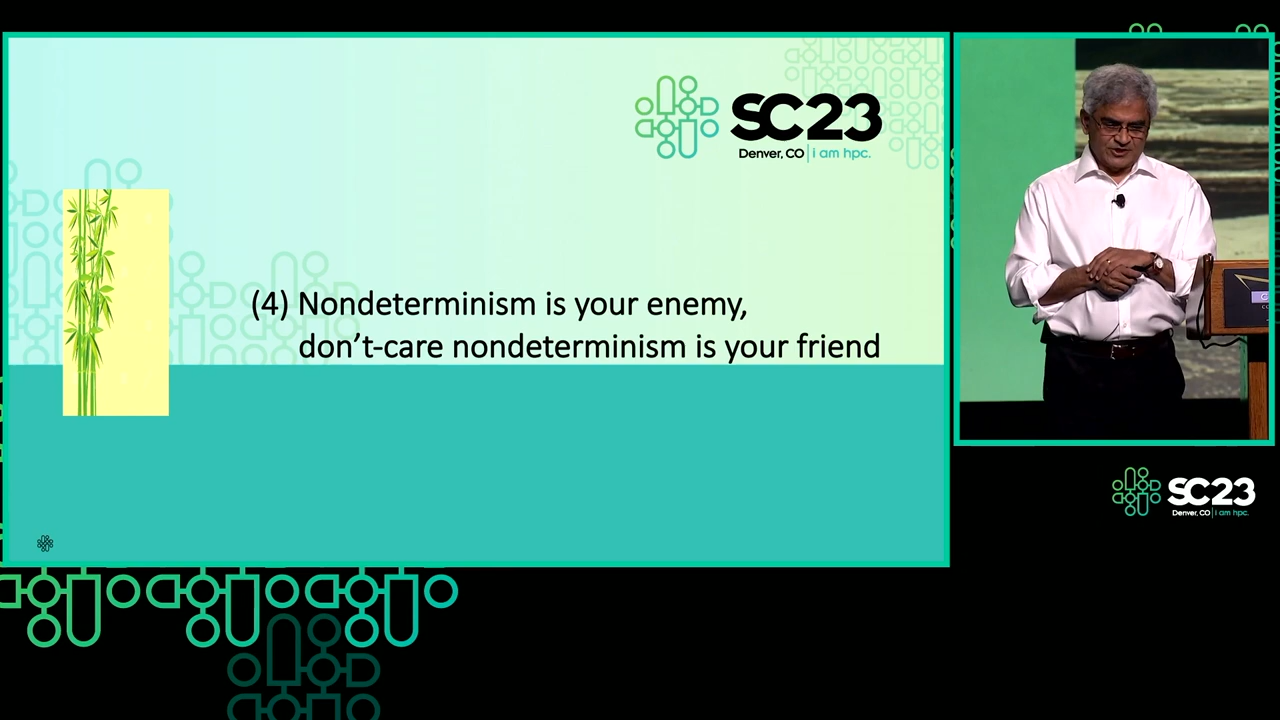 SC23
Denver, CO | i am hpc.
(4) Nondeterminism is your enemy,
don't-care nondeterminism is your friend
SC23
Denver, CO | i am hpc.